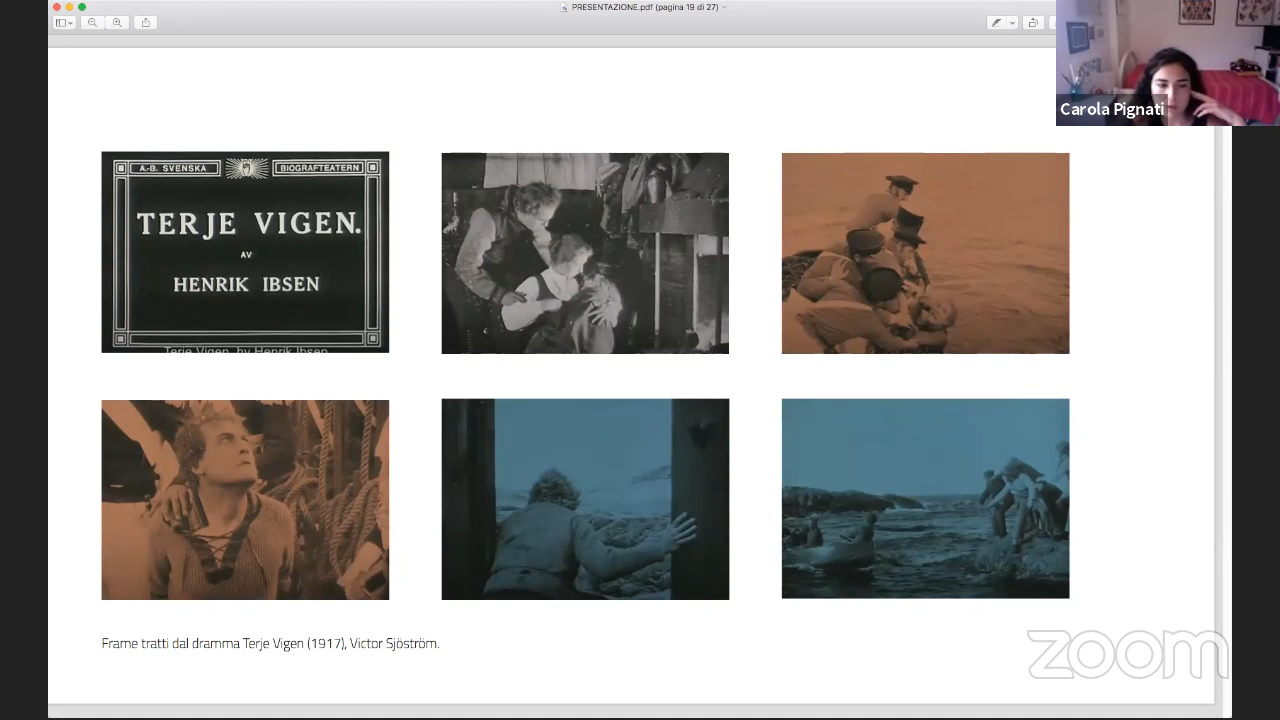 PRESENTAZIONE.pdf (pagina 19 di 27)
Carola Pignati
A.-B. SVENSKA BIOGRAFTEATERN
TERJE VIGEN.
AV
HENRIK IBSEN
Terje Vigen, by Henrik Ibsen
Frame tratti dal dramma Terje Vigen (1917), Victor Sjöström.
zoom